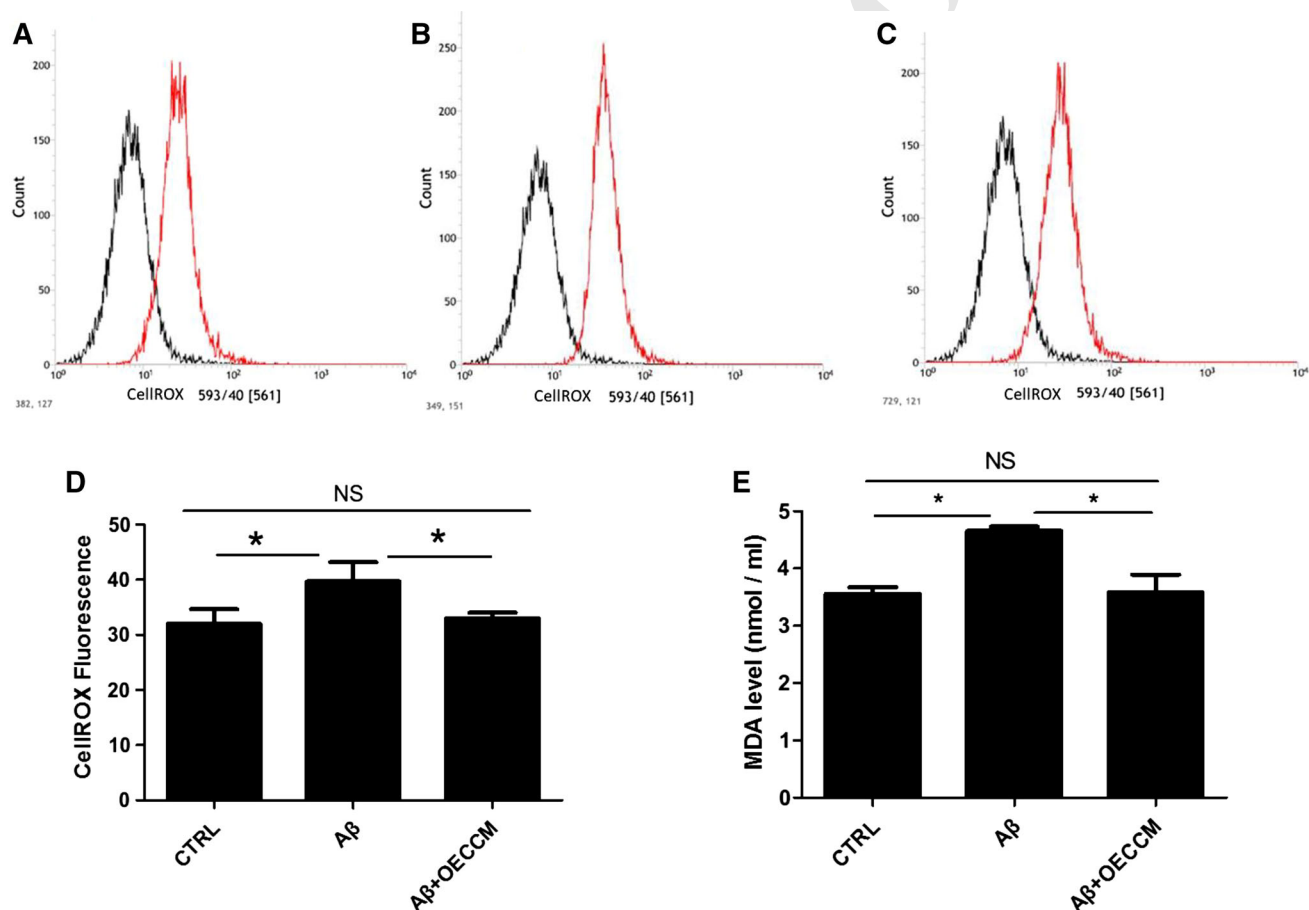 A
200
150
100
50
0
Count
10⁰ 10¹ 10² 10³ 10⁴
CellROX 593/40 [561]
382, 127
B
250
200
150
100
50
0
Count
10⁰ 10¹ 10² 10³ 10⁴
CellROX 593/40 [561]
349, 151
C
200
150
100
50
0
Count
10⁰ 10¹ 10² 10³ 10⁴
CellROX 593/40 [561]
729, 121
D
NS
* *
50
40
30
20
10
0
CellROX Fluorescence
CTRL
Aβ
Aβ+OECCM
E
NS
* *
5
4
3
2
1
0
MDA level (nmol / ml)
CTRL
Aβ
Aβ+OECCM